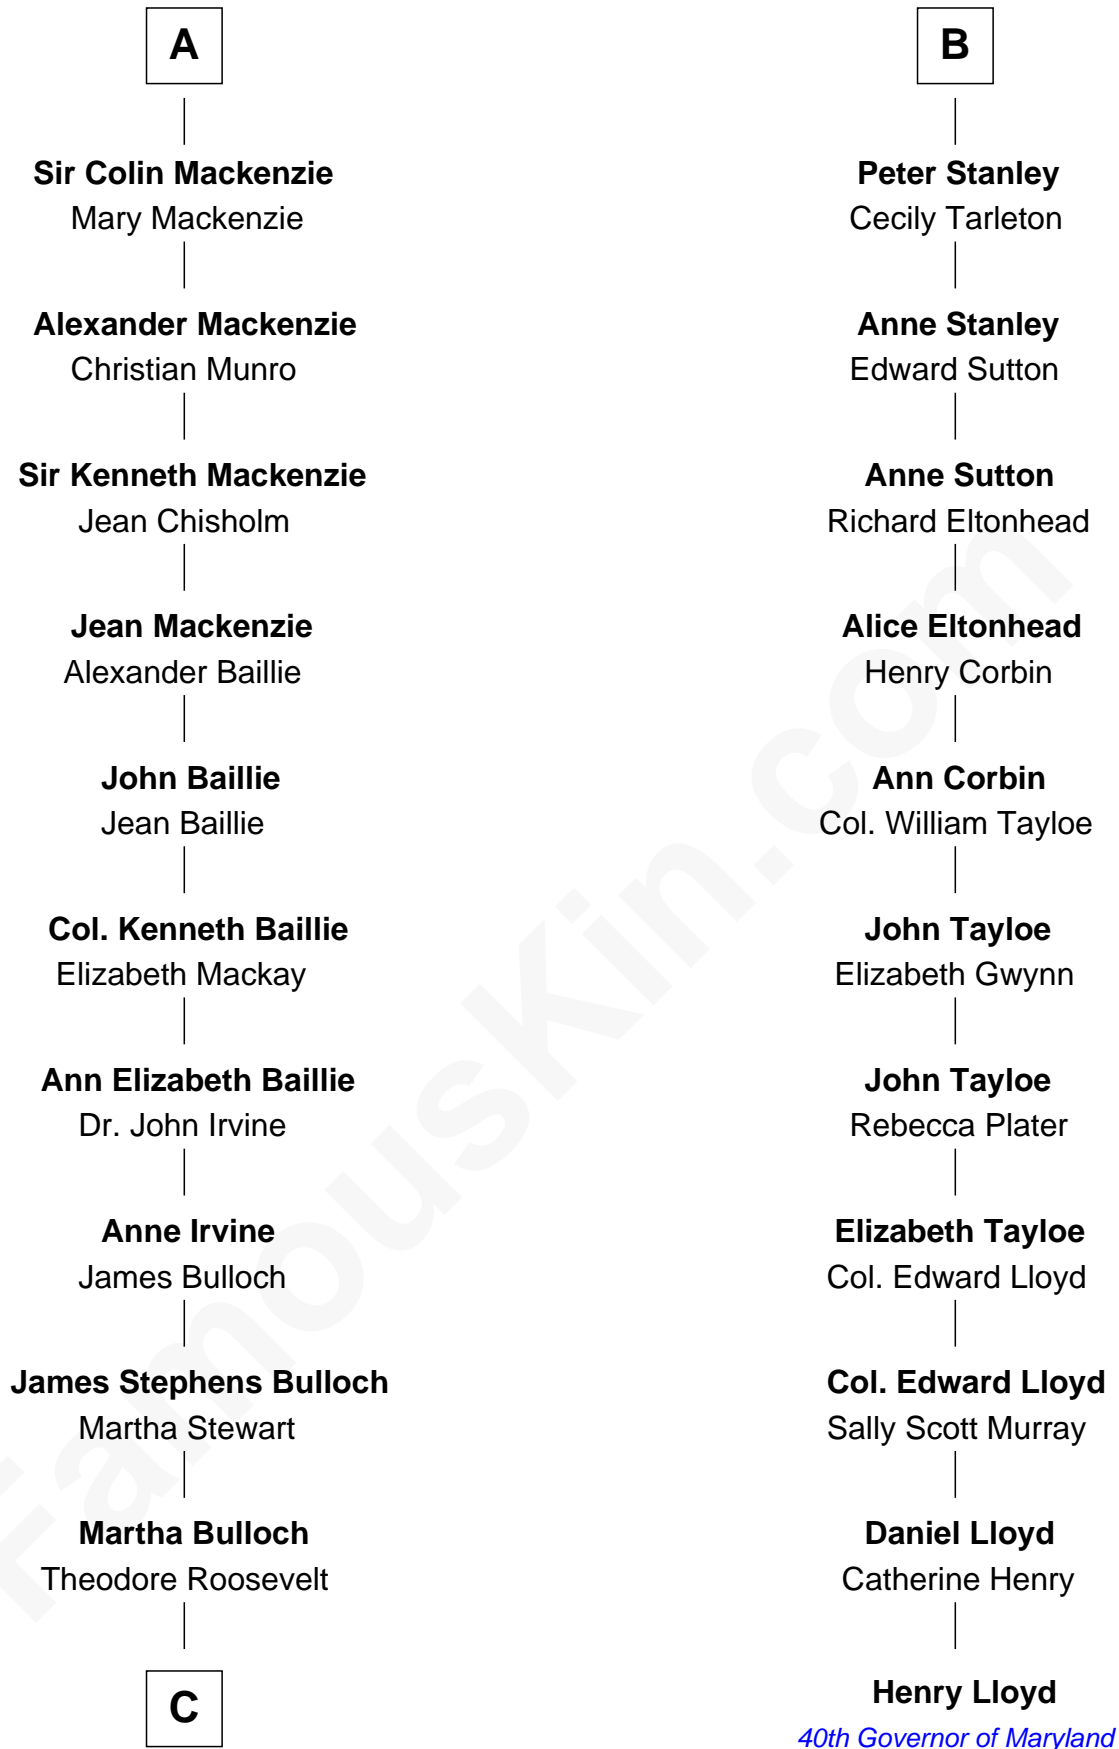 A
Sir Colin Mackenzie
Mary Mackenzie
Alexander Mackenzie
Christian Munro
Sir Kenneth Mackenzie
Jean Chisholm
Jean Mackenzie
Alexander Baillie
John Baillie
Jean Baillie
Col. Kenneth Baillie
Elizabeth Mackay
Ann Elizabeth Baillie
Dr. John Irvine
Anne Irvine
James Bulloch
James Stephens Bulloch
Martha Stewart
Martha Bulloch
Theodore Roosevelt
C
B
Peter Stanley
Cecily Tarleton
Anne Stanley
Edward Sutton
Anne Sutton
Richard Eltonhead
Alice Eltonhead
Henry Corbin
Ann Corbin
Col. William Tayloe
John Tayloe
Elizabeth Gwynn
John Tayloe
Rebecca Plater
Elizabeth Tayloe
Col. Edward Lloyd
Col. Edward Lloyd
Sally Scott Murray
Daniel Lloyd
Catherine Henry
Henry Lloyd
40th Governor of Maryland
FamousKin.com